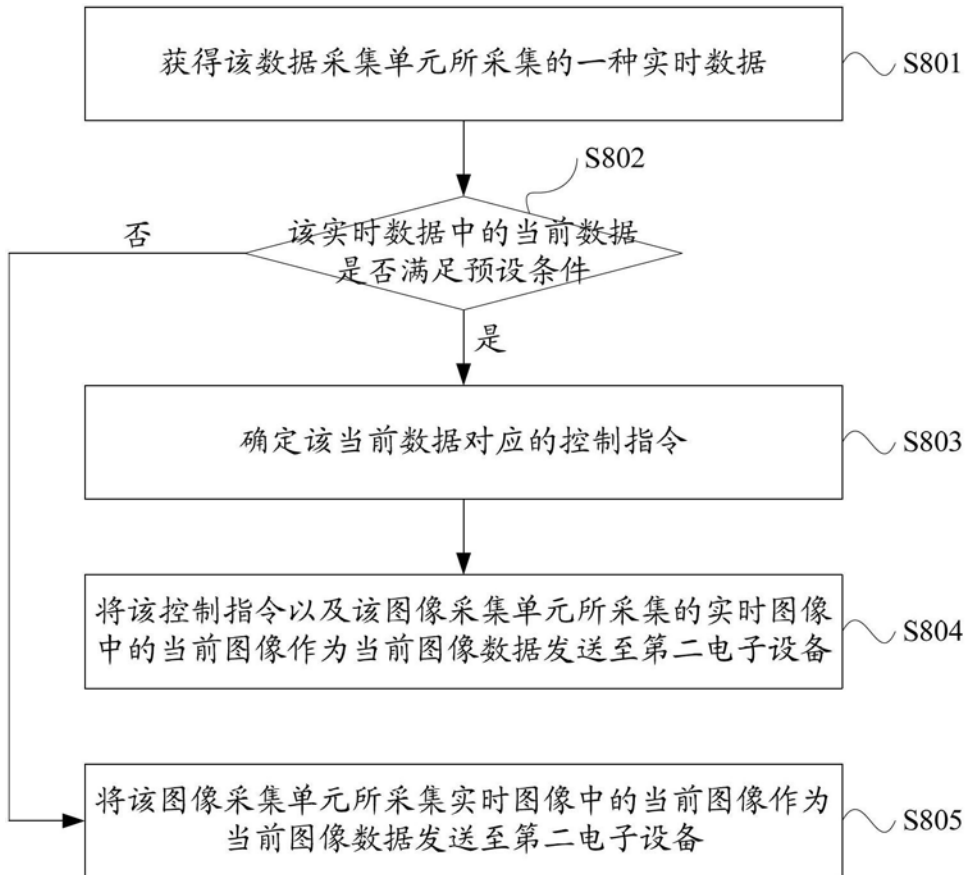 获得该数据采集单元所采集的一种实时数据
S801
S802
该实时数据中的当前数据
是否满足预设条件
否
是
确定该当前数据对应的控制指令
S803
将该控制指令以及该图像采集单元所采集的实时图像
中的当前图像作为当前图像数据发送至第二电子设备
S804
将该图像采集单元所采集实时图像中的当前图像作为
当前图像数据发送至第二电子设备
S805